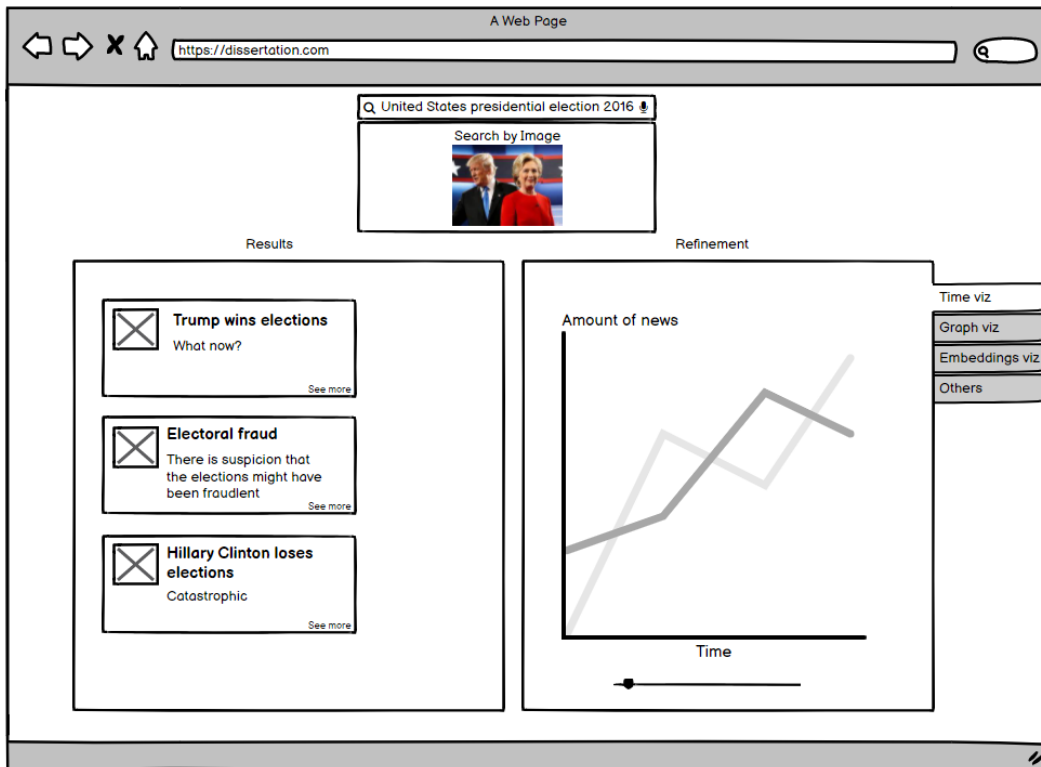 A Web Page
https://dissertation.com
United States presidential election 2016
Search by Image
Results
Trump wins elections
What now?
See more
Electoral fraud
There is suspicion that
the elections might have
been fraudlent
See more
Hillary Clinton loses
elections
Catastrophic
See more
Refinement
Amount of news
Time
Time viz
Graph viz
Embeddings viz
Others